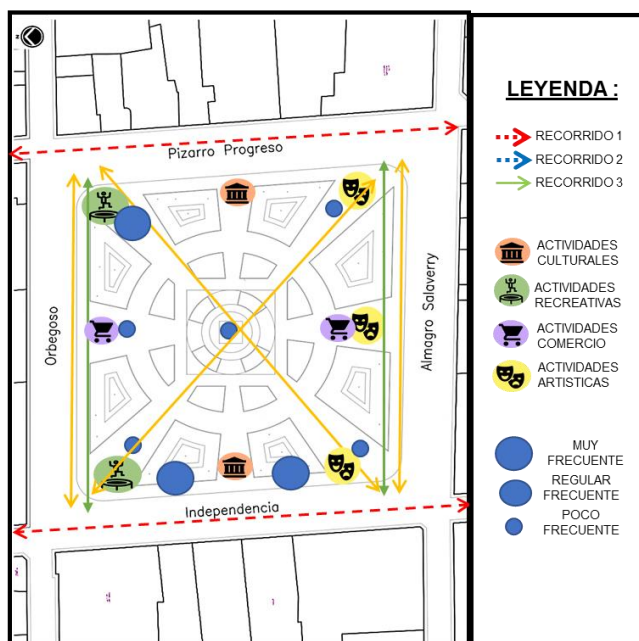 Pizarro Progreso
Orbegoso
Almagro Salaverry
Independencia
LEYENDA :
RECORRIDO 1
RECORRIDO 2
RECORRIDO 3
ACTIVIDADES
CULTURALES
ACTIVIDADES
RECREATIVAS
ACTIVIDADES
COMERCIO
ACTIVIDADES
ARTISTICAS
MUY
FRECUENTE
REGULAR
FRECUENTE
POCO
FRECUENTE